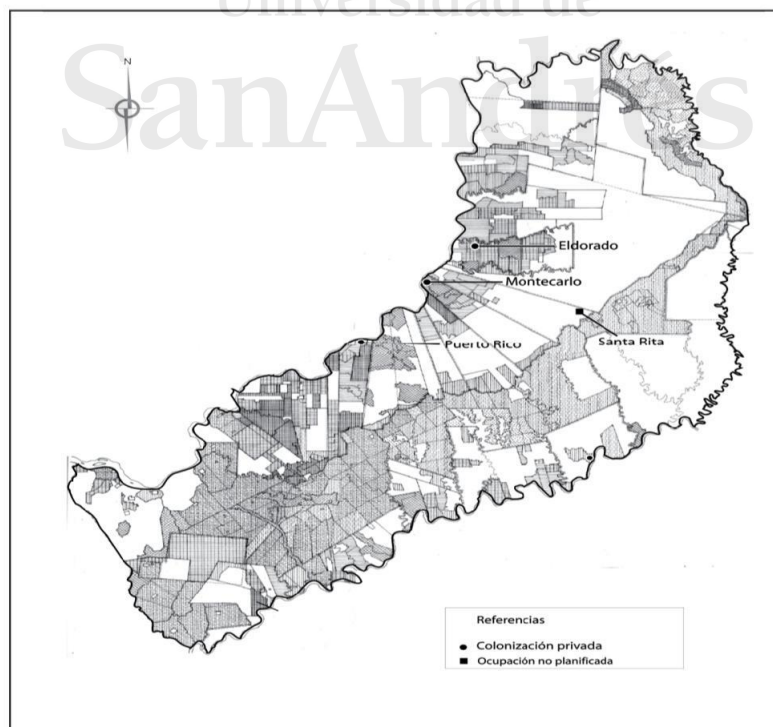 Universidad de
SanAndrés
N
Eldorado
Montecarlo
Puerto Rico
Santa Rita
Referencias
Colonización privada
Ocupación no planificada